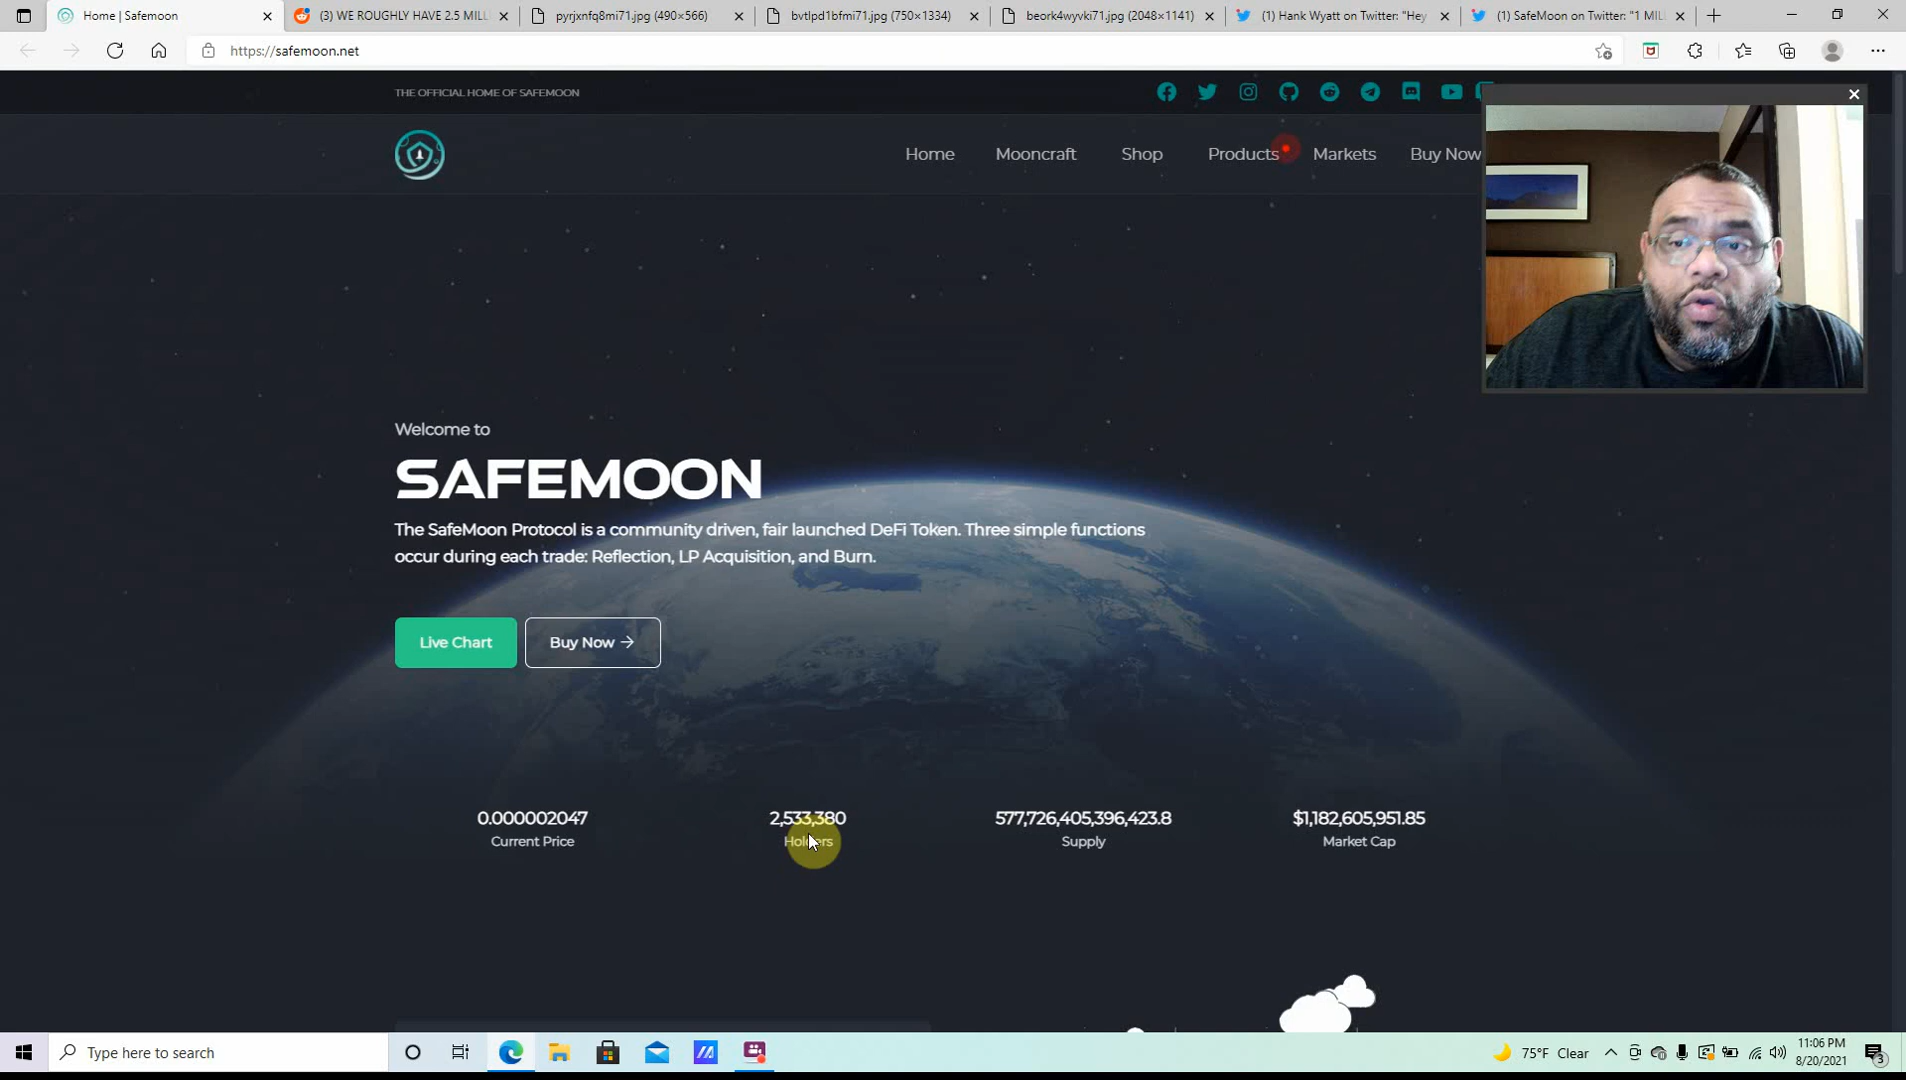 Home | Safemoon
(3) WE ROUGHLY HAVE 2.5 MILL
pyrjxnfq8mi71.jpg (490×566)
bvtlpd1bfmi71.jpg (750×1334)
beork4wyvki71.jpg (2048×1141)
(1) Hank Wyatt on Twitter: "Hey
(1) SafeMoon on Twitter: "1 MIL
https://safemoon.net
THE OFFICIAL HOME OF SAFEMOON
Home
Mooncraft
Shop
Products
Markets
Buy Now
Welcome to
SAFEMOON
The SafeMoon Protocol is a community driven, fair launched DeFi Token. Three simple functions
occur during each trade: Reflection, LP Acquisition, and Burn.
Live Chart
Buy Now →
0.000002047
Current Price
2,533,380
Holders
577,726,405,396,423.8
Supply
$1,182,605,951.85
Market Cap
Type here to search
75°F Clear
11:06 PM
8/20/2021
3